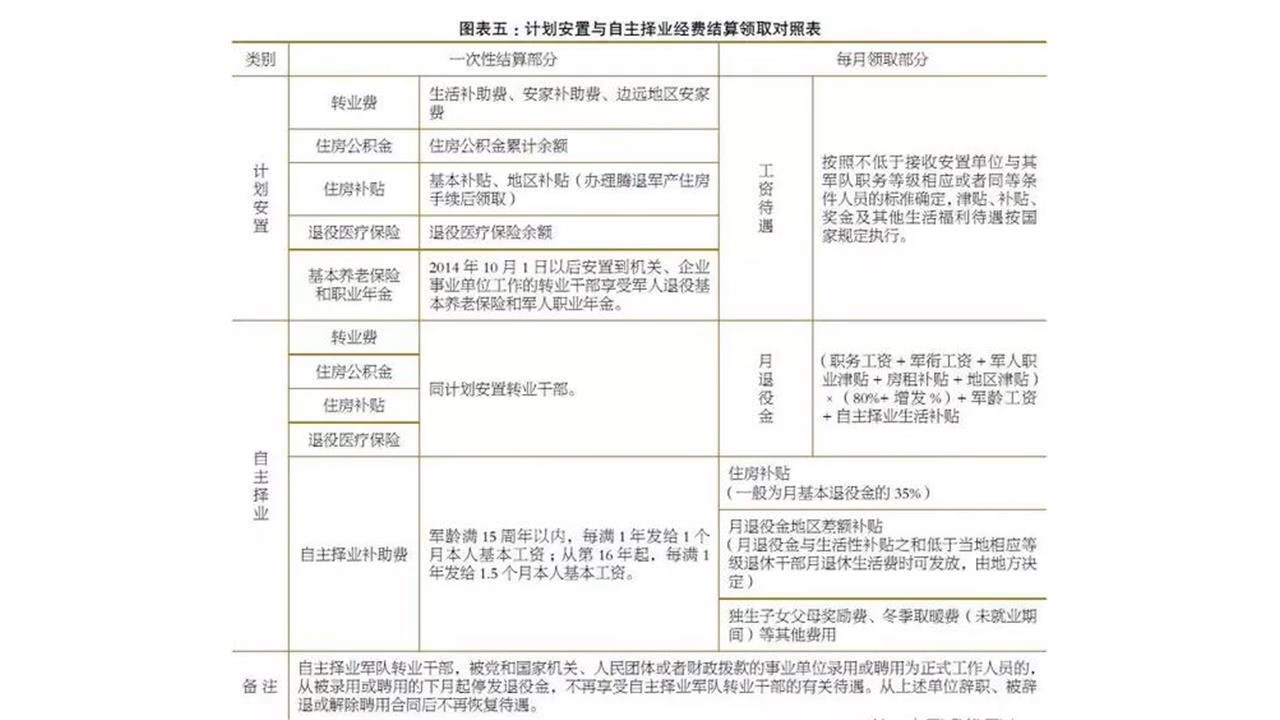 图表五：计划安置与自主择业经费结算领取对照表
类别
一次性结算部分
每月领取部分
计划安置
转业费
生活补助费、安家补助费、边远地区安家
费
住房公积金
住房公积金累计余额
住房补贴
基本补贴、地区补贴（办理腾退军产住房
手续后领取）
退役医疗保险
退役医疗保险余额
基本养老保险
和职业年金
2014 年 10 月 1 日以后安置到机关、企业
事业单位工作的转业干部享受军人退役基
本养老保险和军人职业年金。
工资待遇
按照不低于接收安置单位与其
军队职务等级相应或者同等条
件人员的标准确定，津贴、补贴、
奖金及其他生活福利待遇按国
家规定执行。
自主择业
转业费
住房公积金
住房补贴
退役医疗保险
同计划安置转业干部。
月退役金
（职务工资 + 军衔工资 + 军人职
业津贴 + 房租补贴 + 地区津贴）
×（80%+ 增发 %）+ 军龄工资
+ 自主择业生活补贴
自主择业补助费
军龄满 15 周年以内，每满 1 年发给 1 个
月本人基本工资；从第 16 年起，每满 1
年发给 1.5 个月本人基本工资。
住房补贴
（一般为月基本退役金的 35%）
月退役金地区差额补贴
（月退役金与生活性补贴之和低于当地相应等
级退休干部月退休生活费时可发放，由地方决
定）
独生子女父母奖励费、冬季取暖费（未就业期
间）等其他费用
备注
自主择业军队转业干部，被党和国家机关、人民团体或者财政拨款的事业单位录用或聘用为正式工作人员的，
从被录用或聘用的下月起停发退役金，不再享受自主择业军队转业干部的有关待遇。从上述单位辞职、被辞
退或解除聘用合同后不再恢复待遇。